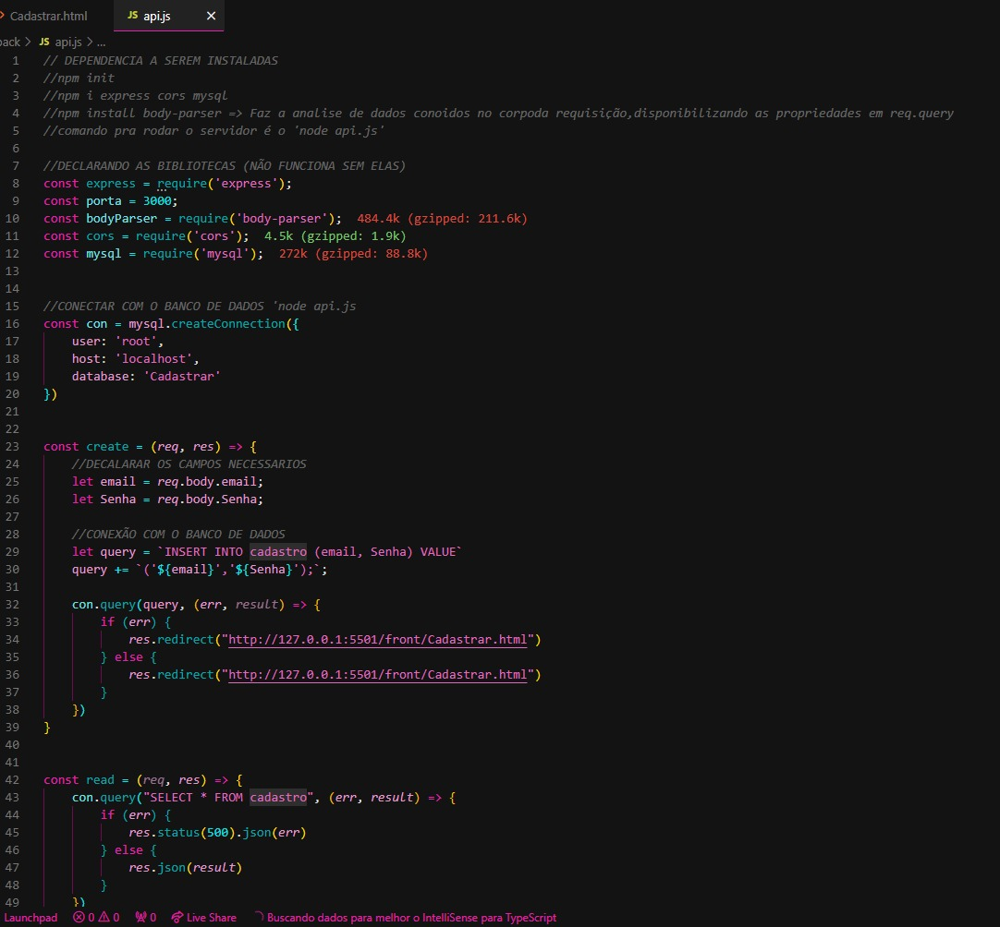 Cadastrar.html
JS api.js ×
back > JS api.js > ...
1 // DEPENDENCIA A SEREM INSTALADAS
2 //npm init
3 //npm i express cors mysql
4 //npm install body-parser => Faz a analise de dados conoidos no corpoda requisição,disponibilizando as propriedades em req.query
5 //comando pra rodar o servidor é o 'node api.js'
6
7 //DECLARANDO AS BIBLIOTECAS (NÃO FUNCIONA SEM ELAS)
8 const express = require('express');
9 const porta = 3000;
10 const bodyParser = require('body-parser'); 484.4k (gzipped: 211.6k)
11 const cors = require('cors'); 4.5k (gzipped: 1.9k)
12 const mysql = require('mysql'); 272k (gzipped: 88.8k)
13
14
15 //CONECTAR COM O BANCO DE DADOS 'node api.js
16 const con = mysql.createConnection({
17     user: 'root',
18     host: 'localhost',
19     database: 'Cadastrar'
20 })
21
22
23 const create = (req, res) => {
24     //DECALARAR OS CAMPOS NECESSARIOS
25     let email = req.body.email;
26     let Senha = req.body.Senha;
27
28     //CONEXÃO COM O BANCO DE DADOS
29     let query = `INSERT INTO cadastro (email, Senha) VALUE`
30     query += `('${email}','${Senha}');`;
31
32     con.query(query, (err, result) => {
33         if (err) {
34             res.redirect("http://127.0.0.1:5501/front/Cadastrar.html")
35         } else {
36             res.redirect("http://127.0.0.1:5501/front/Cadastrar.html")
37         }
38     })
39 }
40
41
42 const read = (req, res) => {
43     con.query("SELECT * FROM cadastro", (err, result) => {
44         if (err) {
45             res.status(500).json(err)
46         } else {
47             res.json(result)
48         }
49     })
Launchpad 0 0 0 Live Share Buscando dados para melhor o IntelliSense para TypeScript